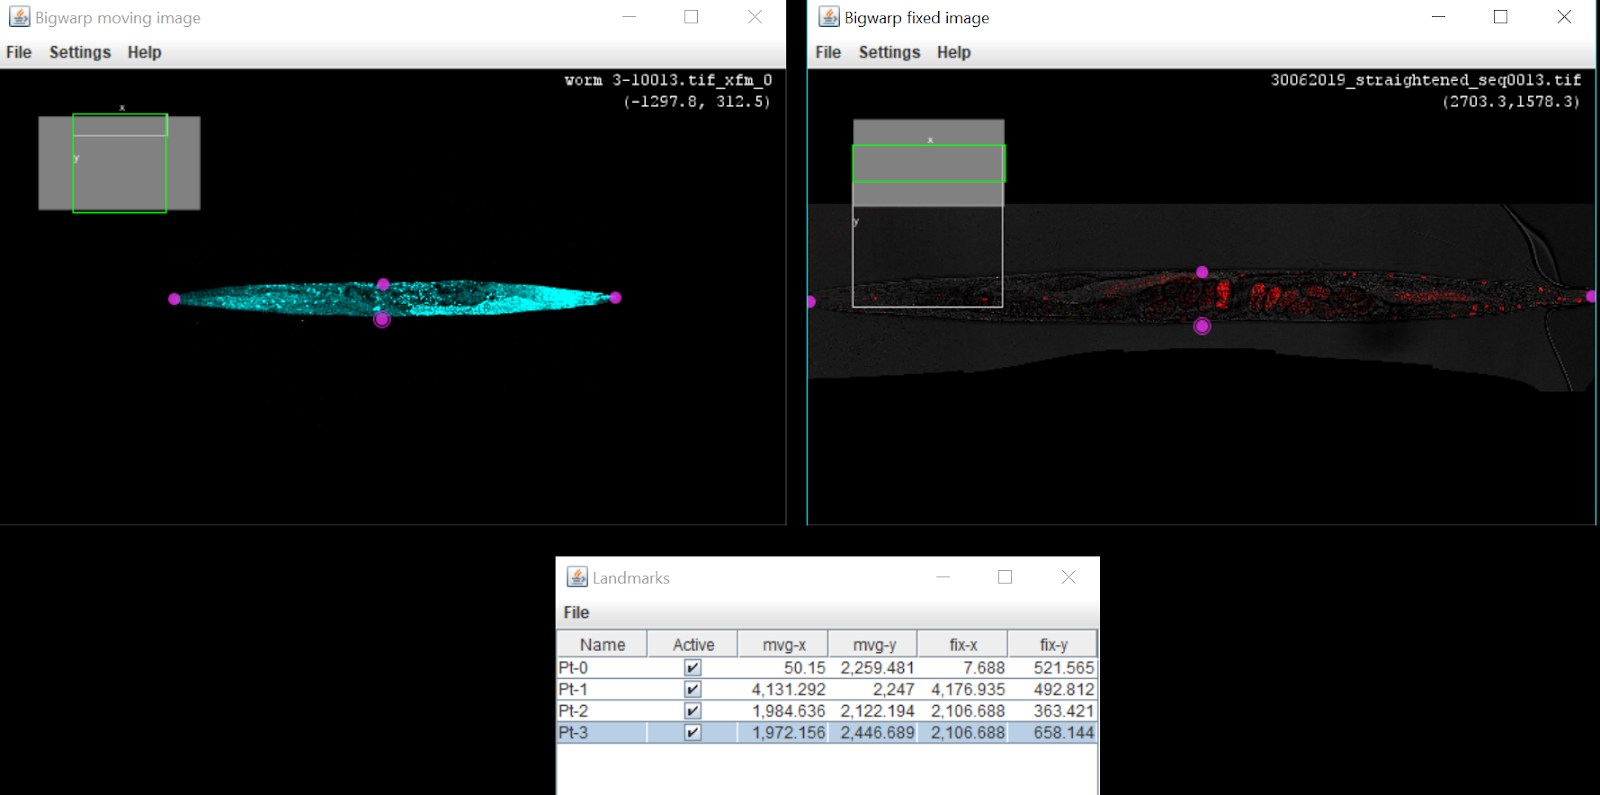 Bigwarp moving image
File Settings Help
worm 3-10013.tif_xfm_0
(-1297.8, 312.5)
x
y
Bigwarp fixed image
File Settings Help
30062019_straightened_seq0013.tif
(2703.3,1578.3)
x
y
Landmarks
File
Name Active mvg-x mvg-y fix-x fix-y
Pt-0 50.15 2,259.481 7.688 521.565
Pt-1 4,131.292 2,247 4,176.935 492.812
Pt-2 1,984.636 2,122.194 2,106.688 363.421
Pt-3 1,972.156 2,446.689 2,106.688 658.144